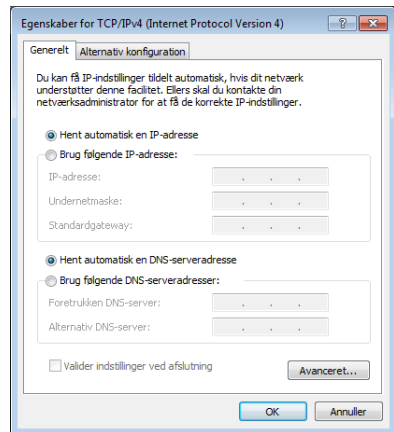 Egenskaber for TCP/IPv4 (Internet Protocol Version 4)
Generelt
Alternativ konfiguration
Du kan få IP-indstillinger tildelt automatisk, hvis dit netværk
understøtter denne facilitet. Ellers skal du kontakte din
netværksadministrator for at få de korrekte IP-indstillinger.
Hent automatisk en IP-adresse
Brug følgende IP-adresse:
IP-adresse:
Undernetmaske:
Standardgateway:
Hent automatisk en DNS-serveradresse
Brug følgende DNS-serveradresser:
Foretrukken DNS-server:
Alternativ DNS-server:
Valider indstillinger ved afslutning
Avanceret...
OK
Annuller